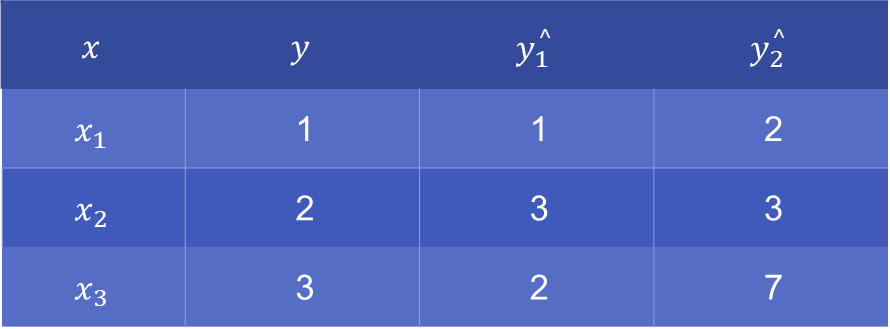 x y y₁^ y₂^
x₁ 1 1 2
x₂ 2 3 3
x₃ 3 2 7